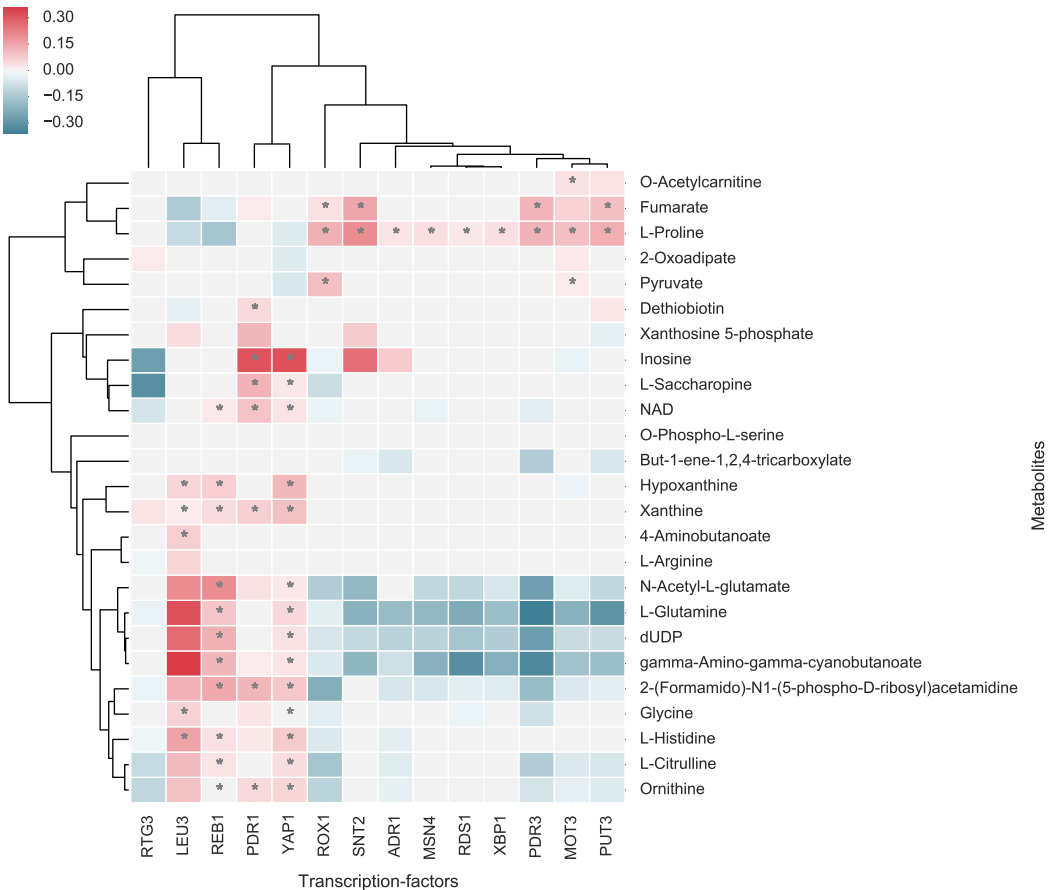 0.30
0.15
0.00
−0.15
−0.30
O-Acetylcarnitine
* 
Fumarate
* * * *
L-Proline
* * * * * * * * *
2-Oxoadipate
Pyruvate
* *
Dethiobiotin
*
Xanthosine 5-phosphate
Inosine
* *
L-Saccharopine
* *
NAD
* * *
O-Phospho-L-serine
But-1-ene-1,2,4-tricarboxylate
Hypoxanthine
* * *
Xanthine
* * * *
4-Aminobutanoate
*
L-Arginine
N-Acetyl-L-glutamate
* *
L-Glutamine
* *
dUDP
* *
gamma-Amino-gamma-cyanobutanoate
* *
2-(Formamido)-N1-(5-phospho-D-ribosyl)acetamidine
* * *
Glycine
* *
L-Histidine
* * *
L-Citrulline
* *
Ornithine
* * *
Metabolites
RTG3
LEU3
REB1
PDR1
YAP1
ROX1
SNT2
ADR1
MSN4
RDS1
XBP1
PDR3
MOT3
PUT3
Transcription-factors